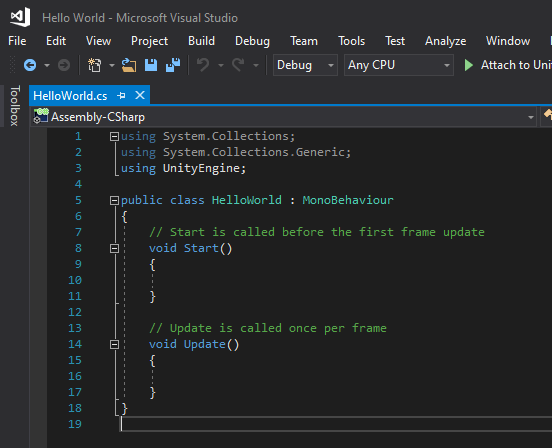 Hello World - Microsoft Visual Studio
File Edit View Project Build Debug Team Tools Test Analyze Window
Debug Any CPU Attach to Uni
Toolbox
HelloWorld.cs
Assembly-CSharp
1 using System.Collections;
2 using System.Collections.Generic;
3 using UnityEngine;
4
5 public class HelloWorld : MonoBehaviour
6 {
7 // Start is called before the first frame update
8 void Start()
9 {
10
11 }
12
13 // Update is called once per frame
14 void Update()
15 {
16
17 }
18 }
19